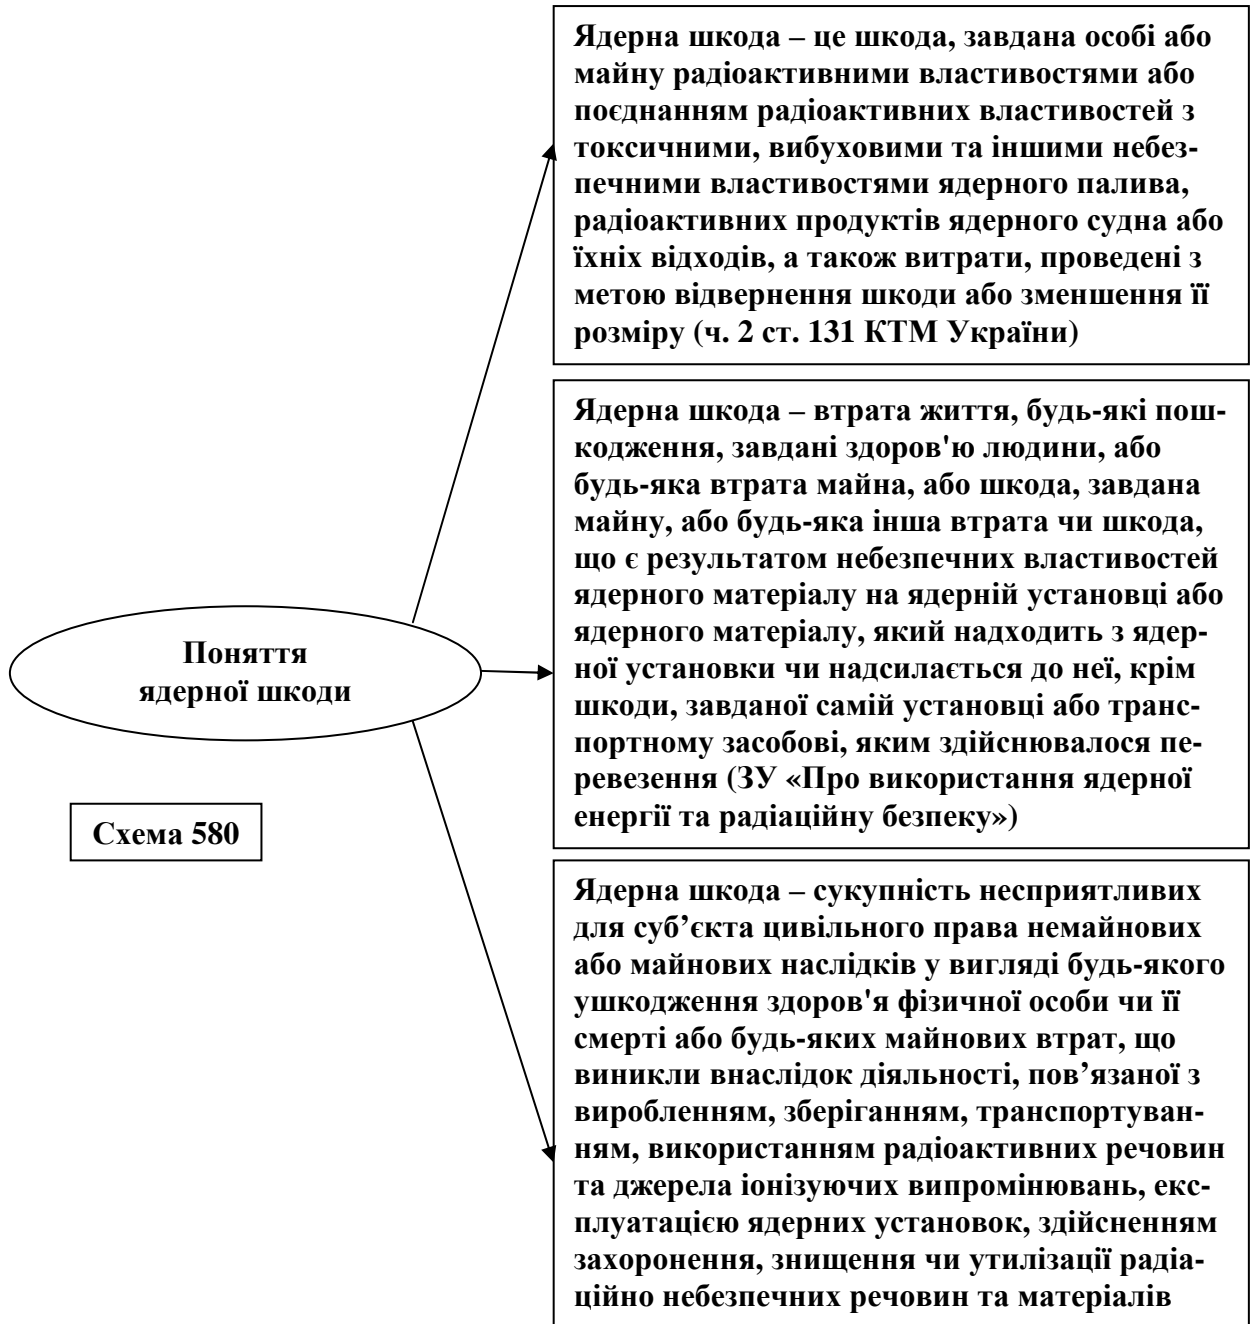 Ядерна шкода – це шкода, завдана особі або
майну радіоактивними властивостями або
поєднанням радіоактивних властивостей з
токсичними, вибуховими та іншими небез-
печними властивостями ядерного палива,
радіоактивних продуктів ядерного судна або
їхніх відходів, а також витрати, проведені з
метою відвернення шкоди або зменшення її
розміру (ч. 2 ст. 131 КТМ України)
Ядерна шкода – втрата життя, будь-які пош-
кодження, завдані здоров'ю людини, або
будь-яка втрата майна, або шкода, завдана
майну, або будь-яка інша втрата чи шкода,
що є результатом небезпечних властивостей
ядерного матеріалу на ядерній установці або
ядерного матеріалу, який надходить з ядер-
ної установки чи надсилається до неї, крім
шкоди, завданої самій установці або транс-
портному засобові, яким здійснювалося пе-
ревезення (ЗУ «Про використання ядерної
енергії та радіаційну безпеку»)
Поняття
ядерної шкоди
Схема 580
Ядерна шкода – сукупність несприятливих
для суб’єкта цивільного права немайнових
або майнових наслідків у вигляді будь-якого
ушкодження здоров'я фізичної особи чи її
смерті або будь-яких майнових втрат, що
виникли внаслідок діяльності, пов’язаної з
виробленням, зберіганням, транспортуван-
ням, використанням радіоактивних речовин
та джерела іонізуючих випромінювань, екс-
плуатацією ядерних установок, здійсненням
захоронення, знищення чи утилізації радіа-
ційно небезпечних речовин та матеріалів